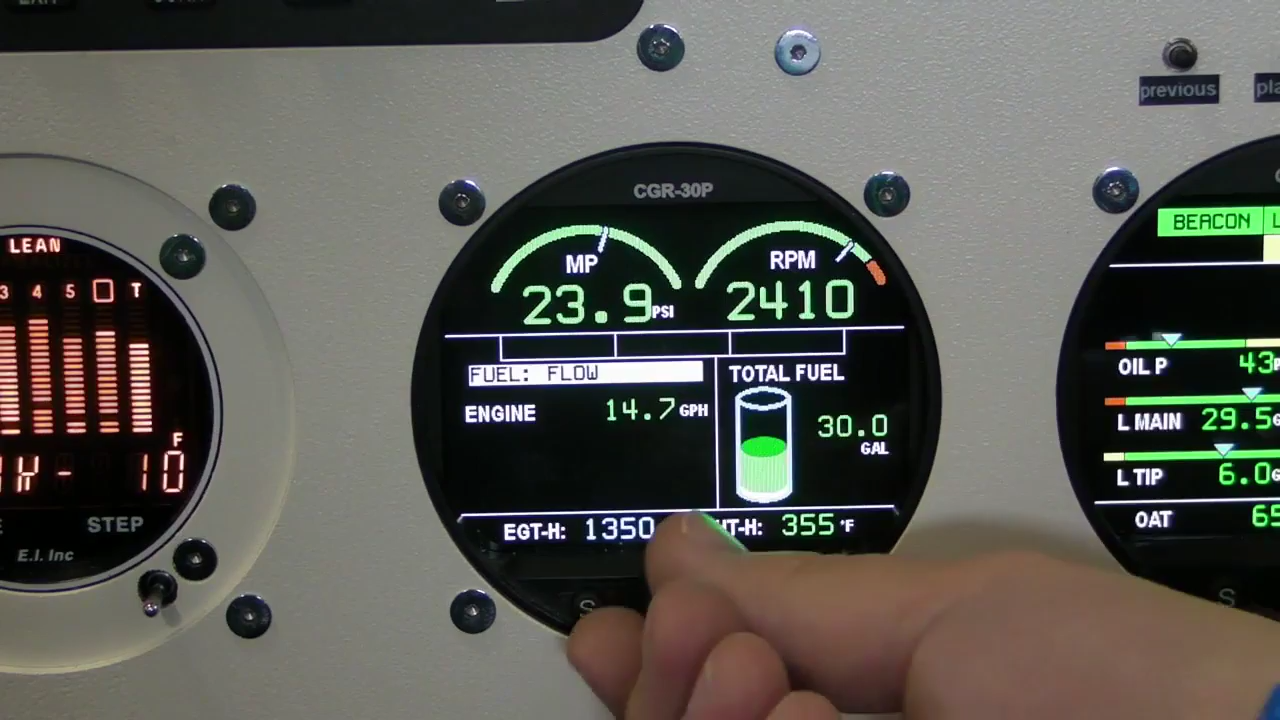 previous
CGR-30P
LEAN
3 4 5 T
F
10
STEP
E.I. Inc
MP
23.9 PSI
RPM
2410
FUEL: FLOW
ENGINE 14.7 GPH
TOTAL FUEL
30.0
GAL
EGT-H: 1350
HT-H: 355 °F
S
BEACON
OIL P 43
L MAIN 29.5
L TIP 6.0
OAT 65
S